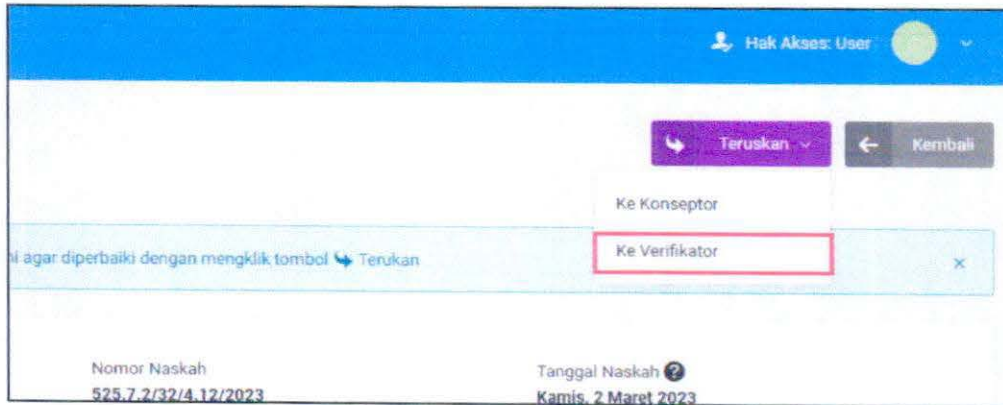 Hak Akses: User
Teruskan
Kembali
Ke Konseptor
Ke Verifikator
i agar diperbaiki dengan mengklik tombol Terukan
Nomor Naskah
525.7.2/32/4.12/2023
Tanggal Naskah
Kamis, 2 Maret 2023